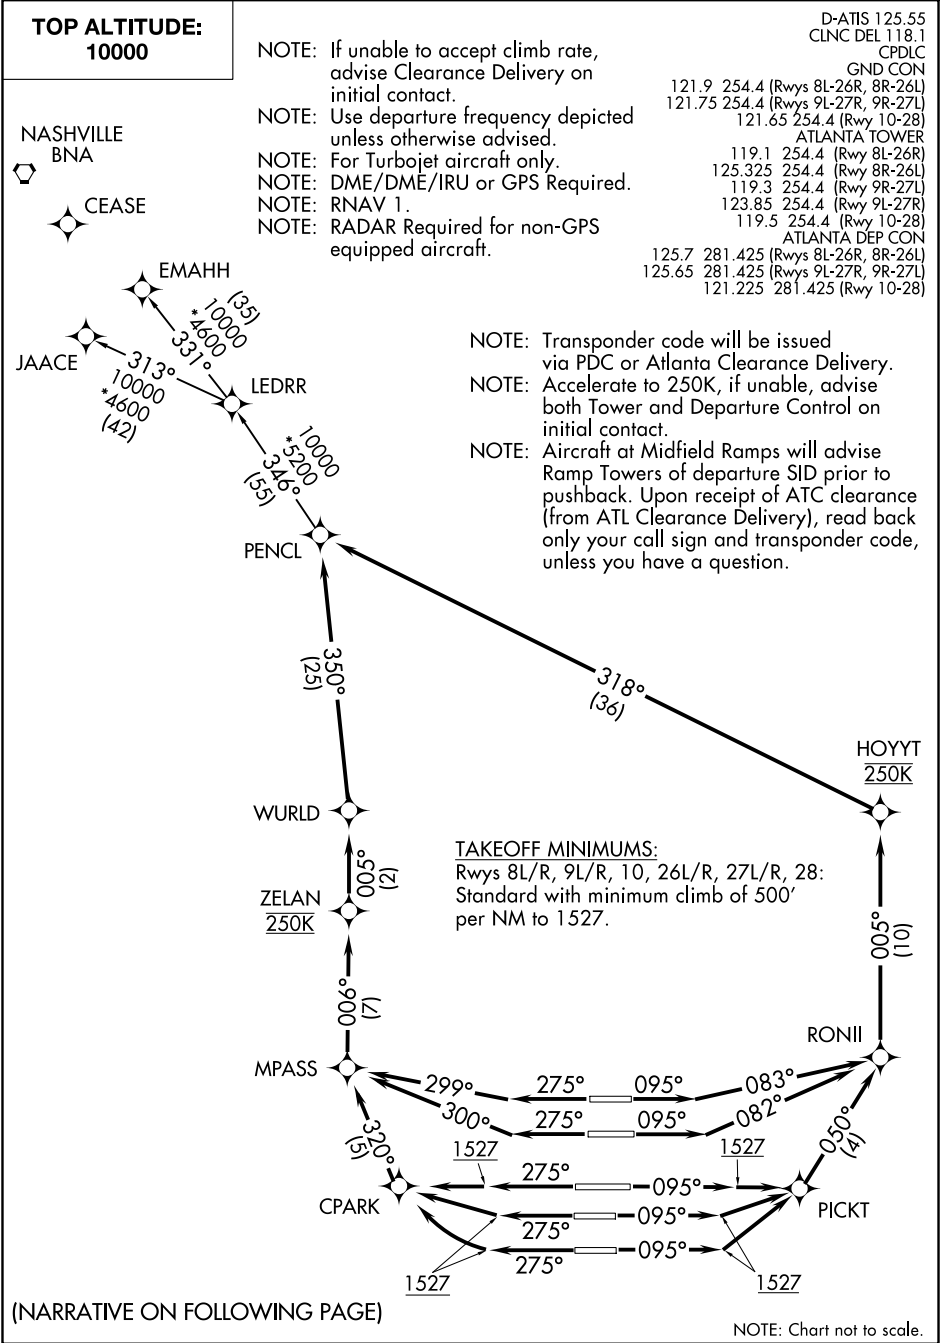 TOP ALTITUDE:
10000
NOTE: If unable to accept climb rate,
advise Clearance Delivery on
initial contact.
NOTE: Use departure frequency depicted
unless otherwise advised.
NOTE: For Turbojet aircraft only.
NOTE: DME/DME/IRU or GPS Required.
NOTE: RNAV 1.
NOTE: RADAR Required for non-GPS
equipped aircraft.
D-ATIS 125.55
CLNC DEL 118.1
CPDLC
GND CON
121.9 254.4 (Rwys 8L-26R, 8R-26L)
121.75 254.4 (Rwys 9L-27R, 9R-27L)
121.65 254.4 (Rwy 10-28)
ATLANTA TOWER
119.1 254.4 (Rwy 8L-26R)
125.325 254.4 (Rwy 8R-26L)
119.3 254.4 (Rwy 9R-27L)
123.85 254.4 (Rwy 9L-27R)
119.5 254.4 (Rwy 10-28)
ATLANTA DEP CON
125.7 281.425 (Rwys 8L-26R, 8R-26L)
125.65 281.425 (Rwys 9L-27R, 9R-27L)
121.225 281.425 (Rwy 10-28)
NASHVILLE
BNA
CEASE
EMAHH
(35)
10000
*4600
331°
JAACE
313°
10000
*4600
(42)
LEDRR
10000
*5200
346°
(55)
PENCL
NOTE: Transponder code will be issued
via PDC or Atlanta Clearance Delivery.
NOTE: Accelerate to 250K, if unable, advise
both Tower and Departure Control on
initial contact.
NOTE: Aircraft at Midfield Ramps will advise
Ramp Towers of departure SID prior to
pushback. Upon receipt of ATC clearance
(from ATL Clearance Delivery), read back
only your call sign and transponder code,
unless you have a question.
350°
(25)
318°
(36)
HOYYT
250K
WURLD
005°
(2)
ZELAN
250K
TAKEOFF MINIMUMS:
Rwys 8L/R, 9L/R, 10, 26L/R, 27L/R, 28:
Standard with minimum climb of 500'
per NM to 1527.
005°
(10)
006°
(7)
RONII
MPASS
299° 275° 095° 083°
300° 275° 095° 082°
320°
(5)
050°
(4)
1527
1527
275° 095°
CPARK
PICKT
275° 095°
275° 095°
1527
1527
(NARRATIVE ON FOLLOWING PAGE)
NOTE: Chart not to scale.